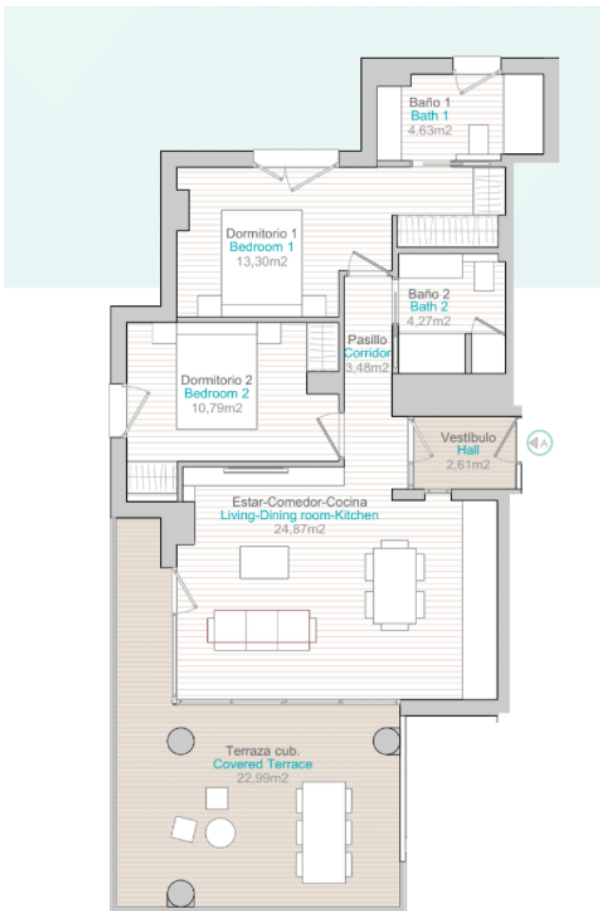 Baño 1
Bath 1
4,63m2
Dormitorio 1
Bedroom 1
13,30m2
Baño 2
Bath 2
4,27m2
Pasillo
Corridor
3,48m2
Dormitorio 2
Bedroom 2
10,79m2
Vestíbulo
Hall
2,61m2
A
Estar-Comedor-Cocina
Living-Dining room-Kitchen
24,87m2
Terraza cub.
Covered Terrace
22,99m2